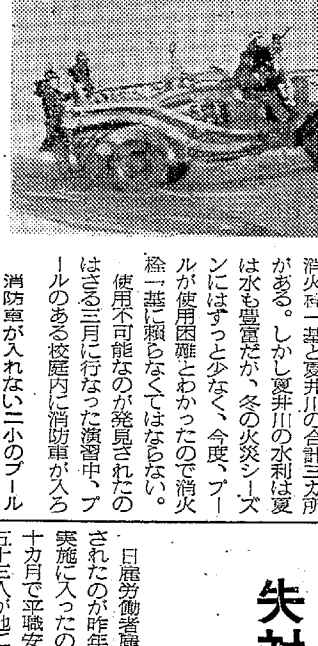 消火栓一基と夏井川の合計三カ所
がある。しかし夏井川の水利は夏
は水も豊富だが、冬の火災シーズ
ンにはずっと少なく、今度、プー
ルが使用困難とわかったので消火
栓一基に頼らなくてはならない。
使用不可能なのが発見されたの
はさる三月に行なった演習中、プ
ールのある校庭内に消防車が入ろ
消防車が入れない二小のプール
失対
日雇労働者雇
されたのが昨年
実施に入ったの
十カ月で平職安
五十三人が他に